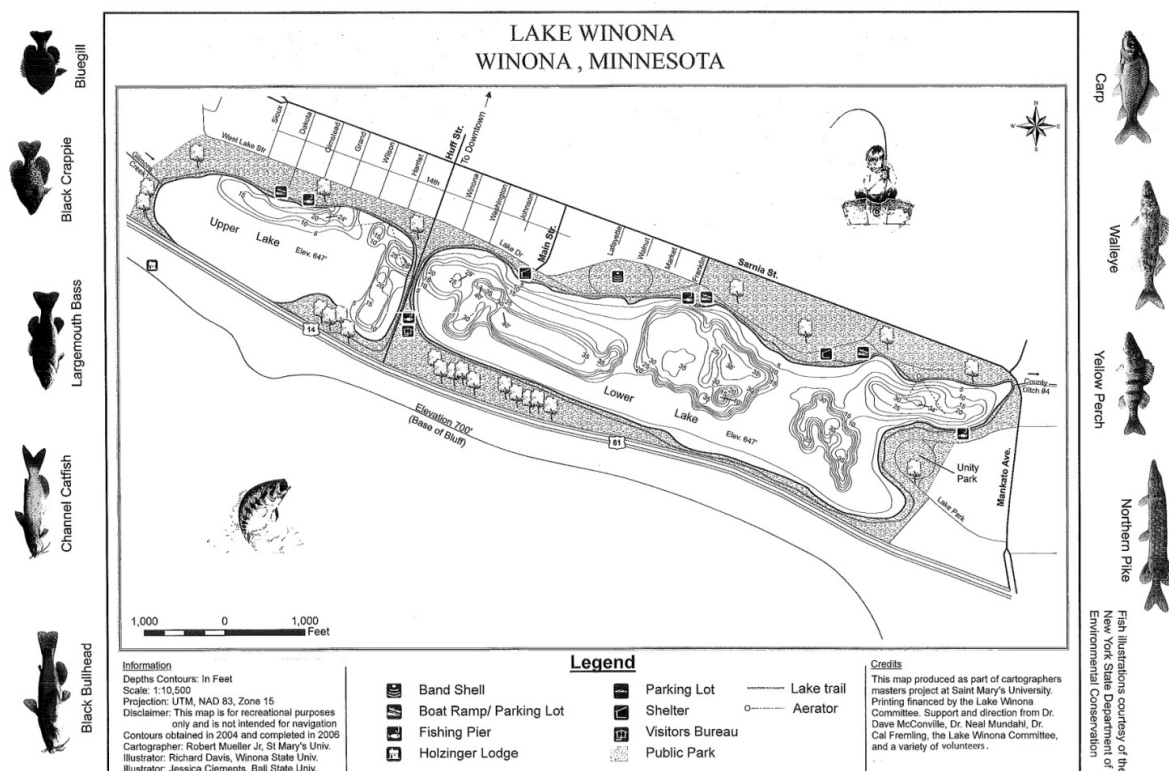 LAKE WINONA
WINONA , MINNESOTA
Bluegill
Black Crappie
Largemouth Bass
Channel Catfish
Black Bullhead
Carp
Walleye
Yellow Perch
Northern Pike
Fish illustrations courtesy of the
New York State Department of
Environmental Conservation
Gilmore
Creek
West Lake Str
Sioux
Dakota
Olmstead
Grand
Wilson
Harriet
14th
Huff Str.
To Downtown
Winona
Washington
Johnson
Main Str.
Lake Dr
Lafayette
Walnut
Market
Franklin
Sarnia St.
Upper
Lake
Elev. 647'
14
Lower
Lake
Elev. 647'
61
Elevation 700'
(Base of Bluff)
County
Ditch #4
Unity
Park
Lake Park
Mankato Ave.
N
W
E
S
1,000
0
1,000
Feet
Information
Depths Contours: In Feet
Scale: 1:10,500
Projection: UTM, NAD 83, Zone 15
Disclaimer: This map is for recreational purposes
only and is not intended for navigation
Contours obtained in 2004 and completed in 2006
Cartographer: Robert Mueller Jr, St Mary's Univ.
Illustrator: Richard Davis, Winona State Univ.
Illustrator: Jessica Clements, Ball State Univ.
Legend
Band Shell
Boat Ramp/ Parking Lot
Fishing Pier
Holzinger Lodge
Parking Lot
Shelter
Visitors Bureau
Public Park
Lake trail
Aerator
Credits
This map produced as part of cartographers
masters project at Saint Mary's University.
Printing financed by the Lake Winona
Committee. Support and direction from Dr.
Dave McConville, Dr. Neal Mundahl, Dr.
Cal Fremling, the Lake Winona Committee,
and a variety of volunteers.